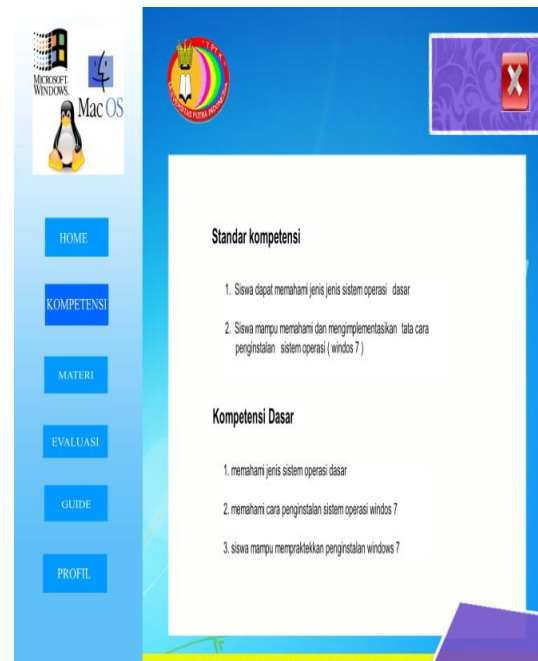 MICROSOFT
WINDOWS.
Mac OS
Y.P.T.K.
UNIVERSITAS PUTRA INDONESIA
HOME
KOMPETENSI
MATERI
EVALUASI
GUIDE
PROFIL
Standar kompetensi
1. Siswa dapat memahami jenis jenis sistem operasi dasar
2. Siswa mampu memahami dan mengimplementasikan tata cara
penginstalan sistem operasi ( windos 7 )
Kompetensi Dasar
1. memahami jenis sistem operasi dasar
2. memahami cara penginstalan sistem operasi windos 7
3. siswa mampu mempraktekkan penginstalan windows 7